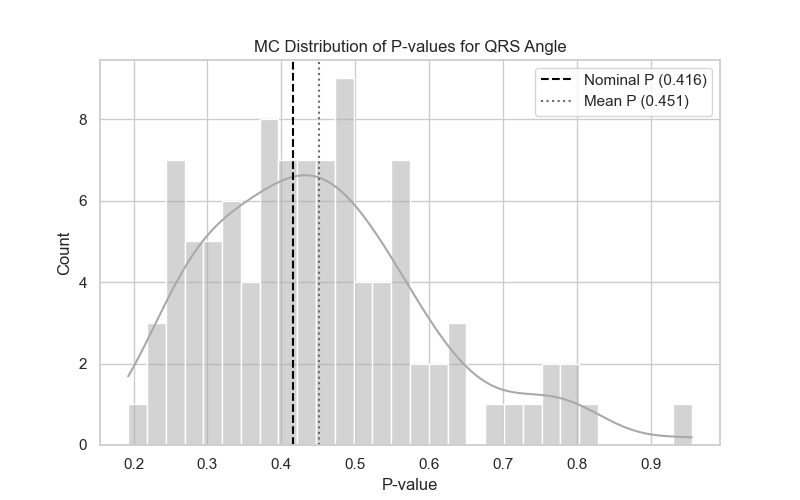 MC Distribution of P-values for QRS Angle
Nominal P (0.416)
Mean P (0.451)
Count
8
6
4
2
0
0.2 0.3 0.4 0.5 0.6 0.7 0.8 0.9
P-value